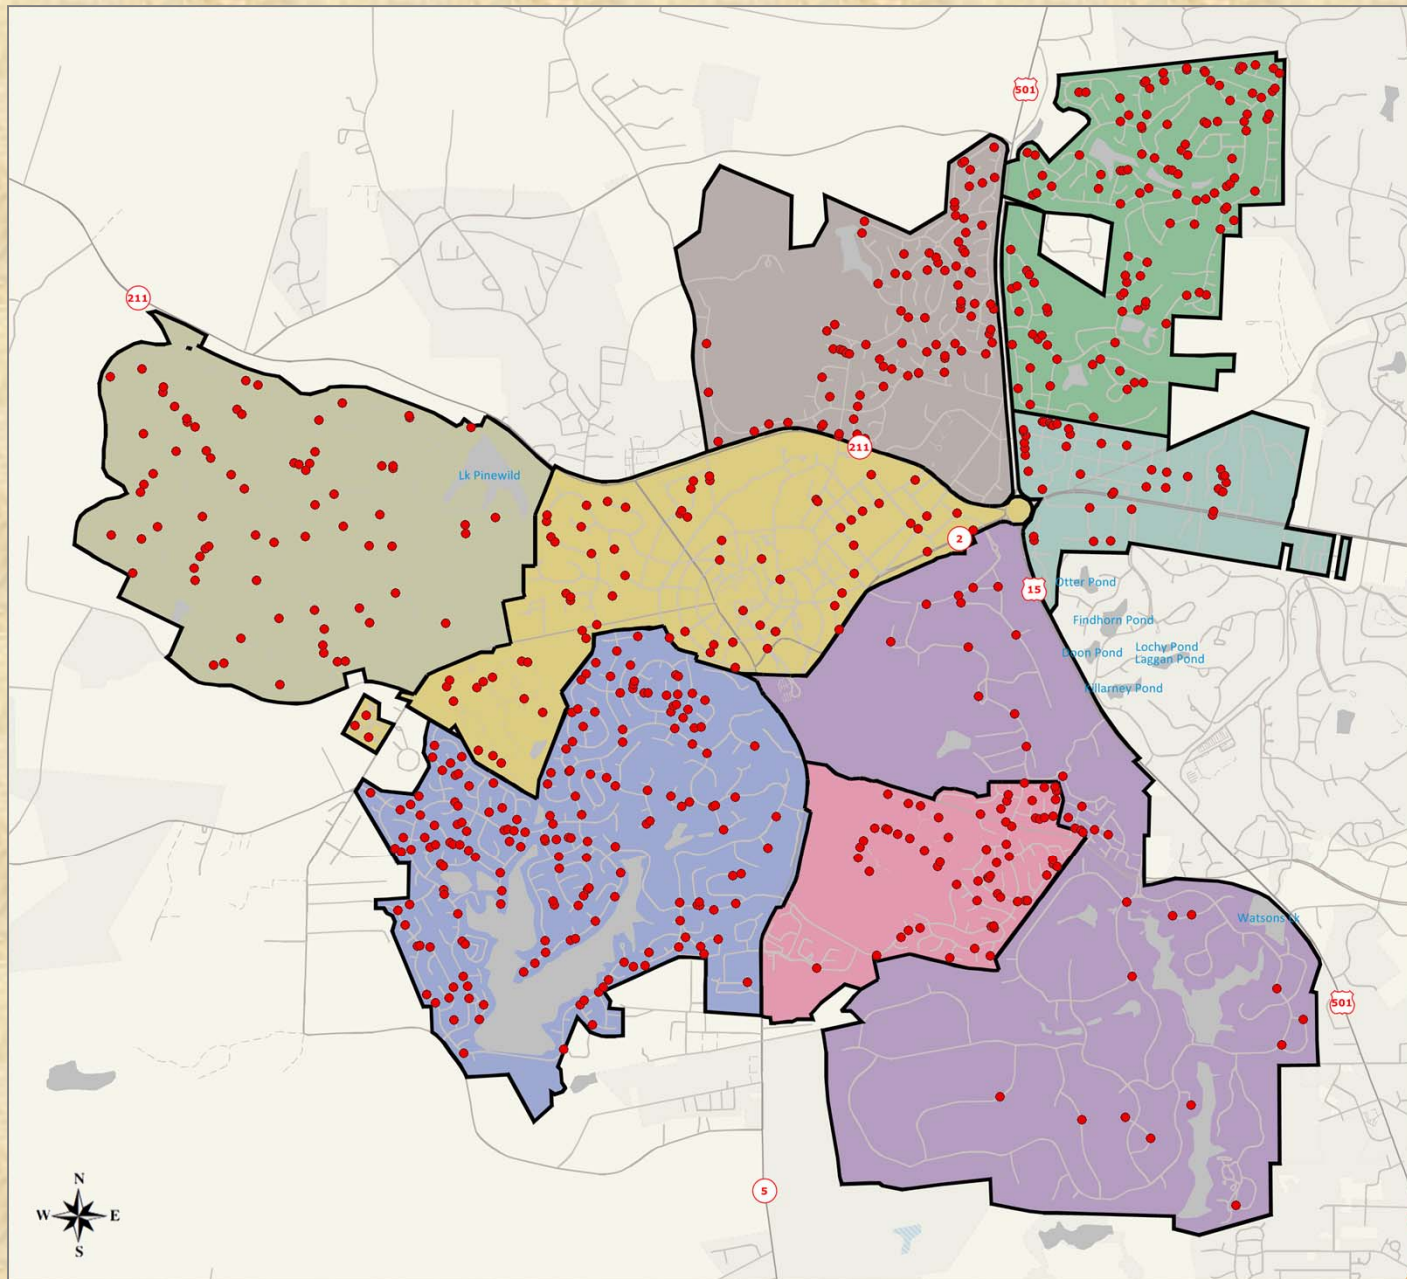 501
211
211
Lk Pinewild
2
15
Otter Pond
Findhorn Pond
Doon Pond
Lochy Pond
Laggan Pond
Killarney Pond
Watsons Lk
501
5
N
W E
S